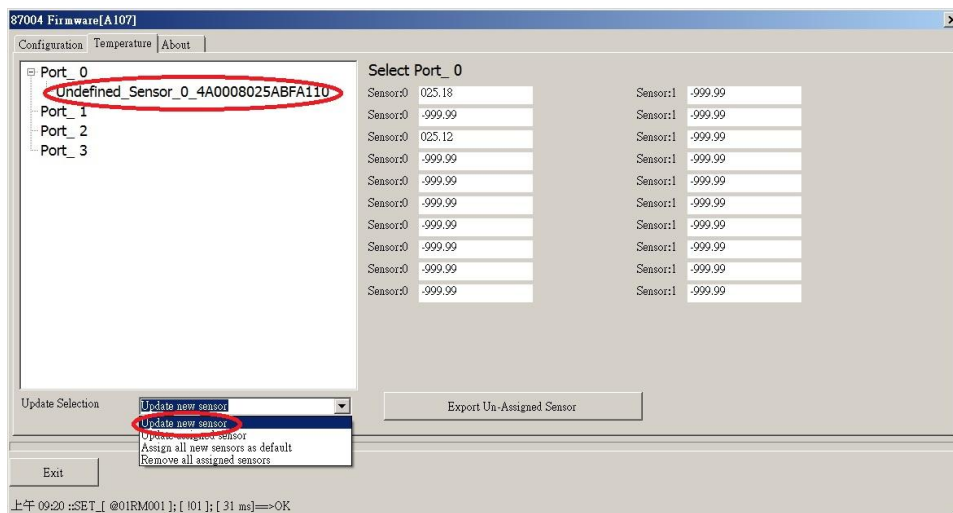 87004 Firmware[A107]
Configuration Temperature About
Port_ 0
Undefined_Sensor_0_4A0008025ABFA110
Port_ 1
Port_ 2
Port_ 3
Select Port_ 0
Sensor:0 025.18 Sensor:1 -999.99
Sensor:0 -999.99 Sensor:1 -999.99
Sensor:0 025.12 Sensor:1 -999.99
Sensor:0 -999.99 Sensor:1 -999.99
Sensor:0 -999.99 Sensor:1 -999.99
Sensor:0 -999.99 Sensor:1 -999.99
Sensor:0 -999.99 Sensor:1 -999.99
Sensor:0 -999.99 Sensor:1 -999.99
Sensor:0 -999.99 Sensor:1 -999.99
Sensor:0 -999.99 Sensor:1 -999.99
Update Selection Update new sensor Export Un-Assigned Sensor
Update new sensor
Update assigned sensor
Assign all new sensors as default
Remove all assigned sensors
Exit
上午 09:20 ::SET_[ @01RM001 ]; [ !01 ]; [ 31 ms]==>OK